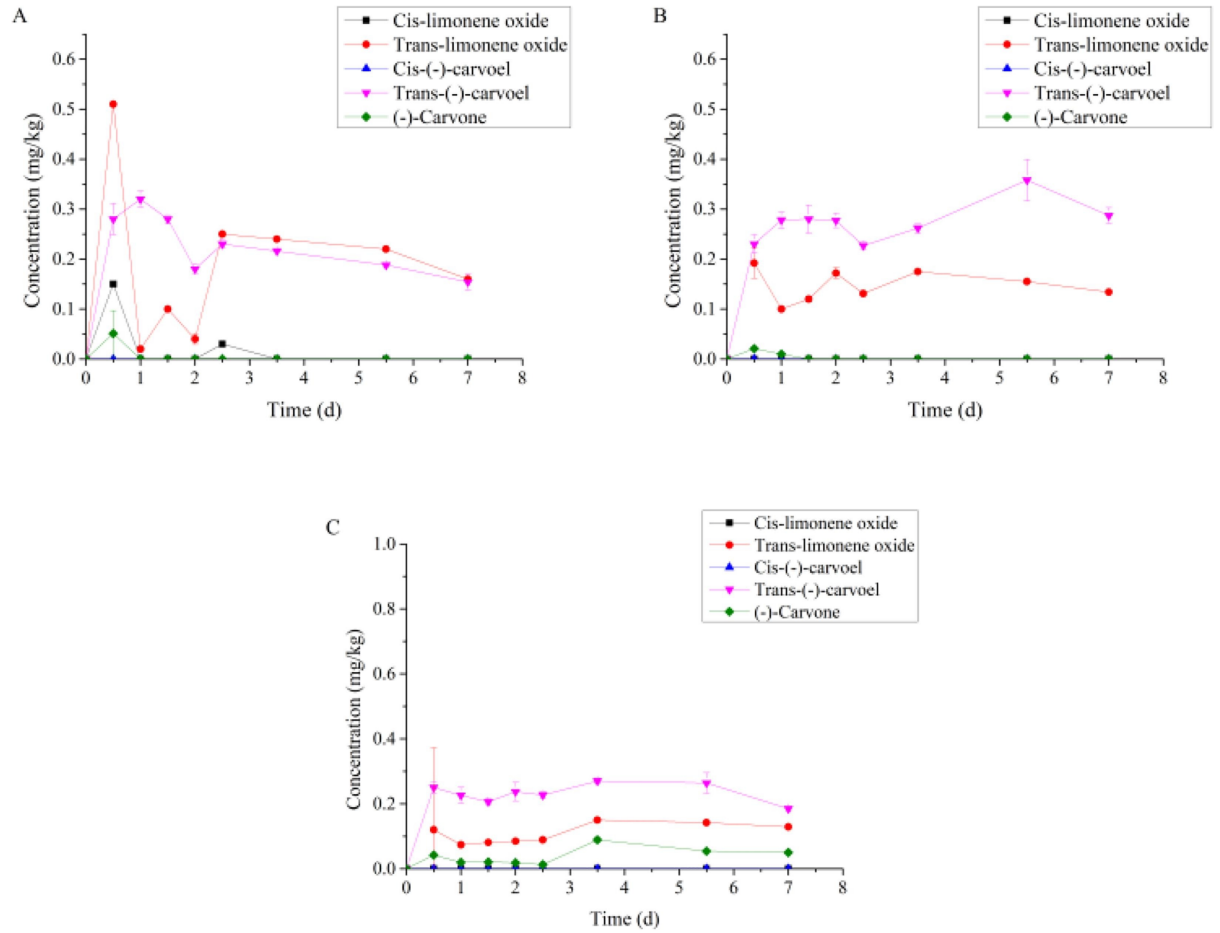 A
Cis-limonene oxide
Trans-limonene oxide
Cis-(-)-carvoel
Trans-(-)-carvoel
(-)-Carvone
0.6
0.5
0.4
0.3
0.2
0.1
0.0
Concentration (mg/kg)
0 1 2 3 4 5 6 7 8
Time (d)
B
Cis-limonene oxide
Trans-limonene oxide
Cis-(-)-carvoel
Trans-(-)-carvoel
(-)-Carvone
0.6
0.5
0.4
0.3
0.2
0.1
0.0
Concentration (mg/kg)
0 1 2 3 4 5 6 7 8
Time (d)
C
Cis-limonene oxide
Trans-limonene oxide
Cis-(-)-carvoel
Trans-(-)-carvoel
(-)-Carvone
1.0
0.8
0.6
0.4
0.2
0.0
Concentration (mg/kg)
0 1 2 3 4 5 6 7 8
Time (d)